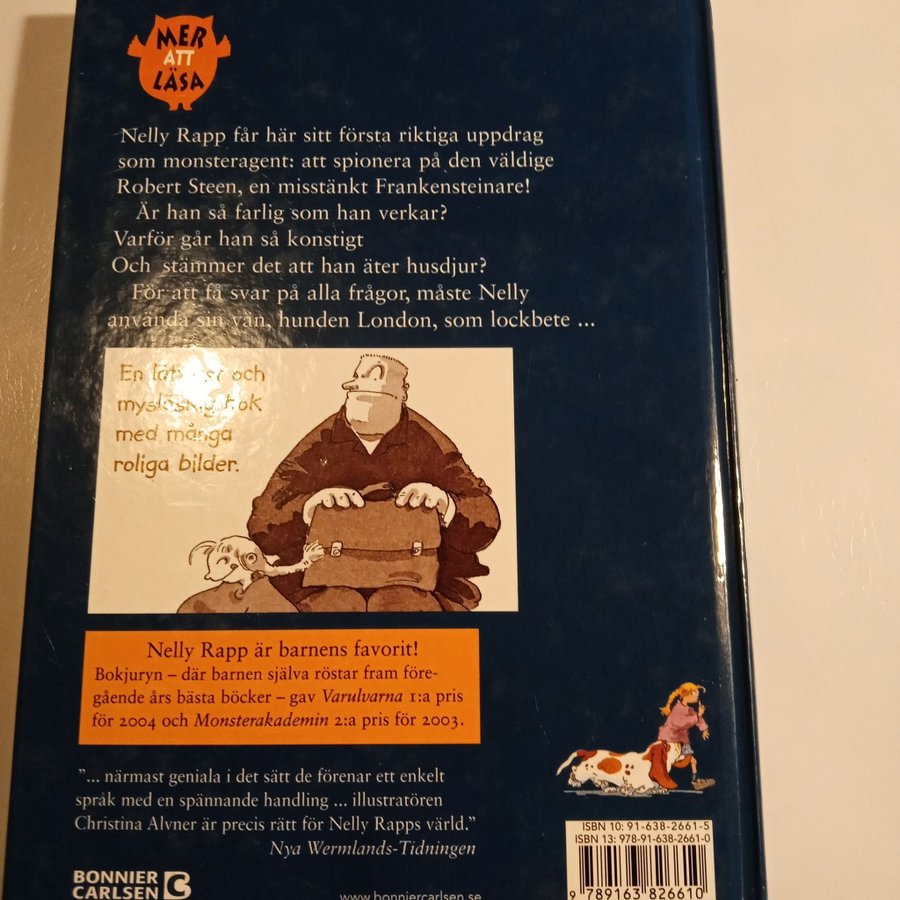 MER
ATT
LÄSA
Nelly Rapp får här sitt första riktiga uppdrag
som monsteragent: att spionera på den väldige
Robert Steen, en misstänkt Frankensteinare!
Är han så farlig som han verkar?
Varför går han så konstigt
Och stämmer det att han äter husdjur?
För att få svar på alla frågor, måste Nelly
använda sin vän, hunden London, som lockbete ...
En och
med många
roliga bilder.
Nelly Rapp är barnens favorit!
Bokjuryn – där barnen själva röstar fram före-
gående års bästa böcker – gav Varulvarna 1:a pris
för 2004 och Monsterakademin 2:a pris för 2003.
”... närmast geniala i det sätt de förenar ett enkelt
språk med en spännande handling ... illustratören
Christina Alvner är precis rätt för Nelly Rapps värld.”
Nya Wermlands-Tidningen
BONNIER
CARLSEN
www.bonniercarlsen.se
ISBN 10: 91-638-2661-5
ISBN 13: 978-91-638-2661-0
9 789163 826610